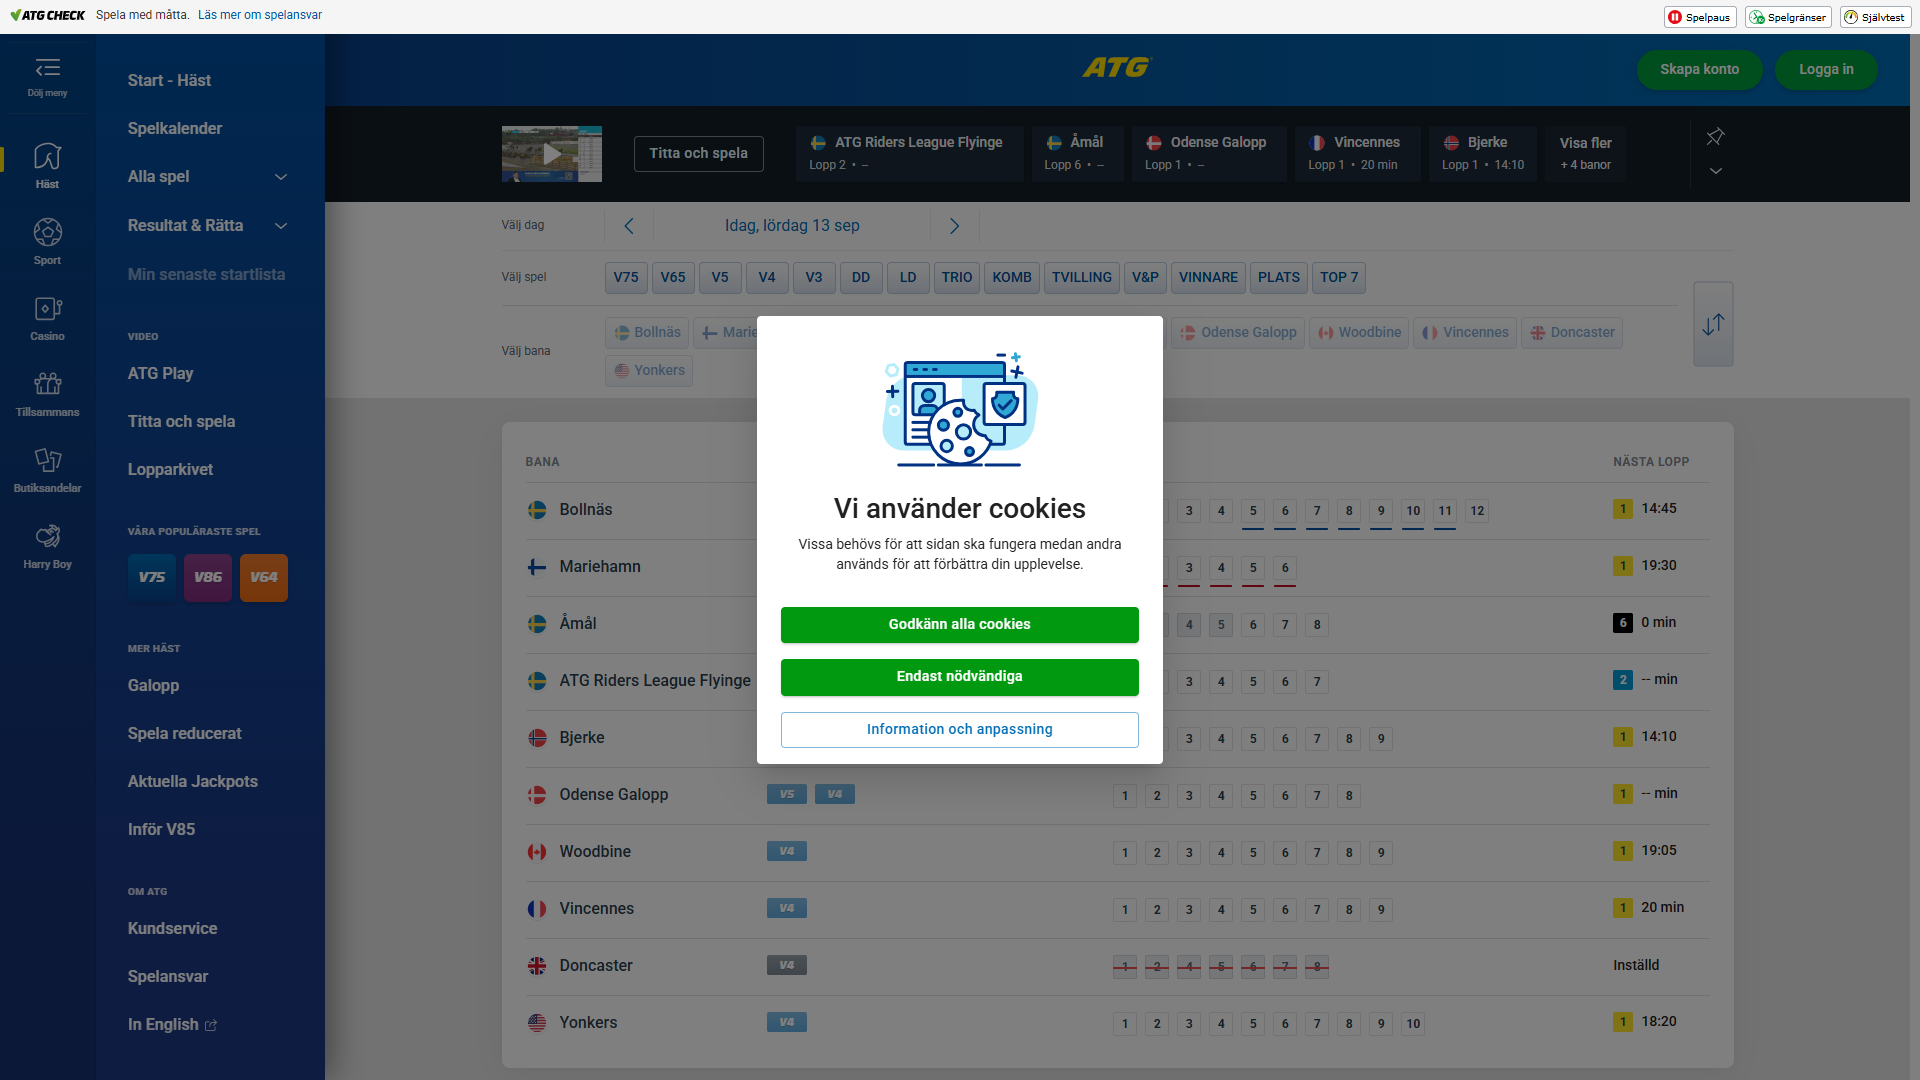 ATG CHECK Spela med måtta. Läs mer om spelansvar
Spelpaus Spelgränser Självtest
Dölj meny
Häst
Sport
Casino
Tillsammans
Butiksandelar
Harry Boy
Start - Häst
Spelkalender
Alla spel
Resultat & Rätta
Min senaste startlista
VIDEO
ATG Play
Titta och spela
Lopparkivet
VÅRA POPULÄRASTE SPEL
V75 V86 V64
MER HÄST
Galopp
Spela reducerat
Aktuella Jackpots
Inför V85
OM ATG
Kundservice
Spelansvar
In English
ATG
Skapa konto Logga in
Titta och spela
ATG Riders League Flyinge
Lopp 2 • –
Åmål
Lopp 6 • –
Odense Galopp
Lopp 1 • –
Vincennes
Lopp 1 • 20 min
Bjerke
Lopp 1 • 14:10
Visa fler
+ 4 banor
Välj dag Idag, lördag 13 sep
Välj spel V75 V65 V5 V4 V3 DD LD TRIO KOMB TVILLING V&P VINNARE PLATS TOP 7
Välj bana Bollnäs Odense Galopp Woodbine Vincennes Doncaster
Yonkers
BANA NÄSTA LOPP
Bollnäs 3 4 5 6 7 8 9 10 11 12 1 14:45
Mariehamn 3 4 5 6 1 19:30
Åmål 4 5 6 7 8 6 0 min
ATG Riders League Flyinge 3 4 5 6 7 2 -- min
Bjerke 3 4 5 6 7 8 9 1 14:10
Odense Galopp V5 V4 1 2 3 4 5 6 7 8 1 -- min
Woodbine V4 1 2 3 4 5 6 7 8 9 1 19:05
Vincennes V4 1 2 3 4 5 6 7 8 9 1 20 min
Doncaster V4 1 2 4 5 6 7 8 Inställd
Yonkers V4 1 2 3 4 5 6 7 8 9 10 1 18:20
Vi använder cookies
Vissa behövs för att sidan ska fungera medan andra
används för att förbättra din upplevelse.
Godkänn alla cookies
Endast nödvändiga
Information och anpassning